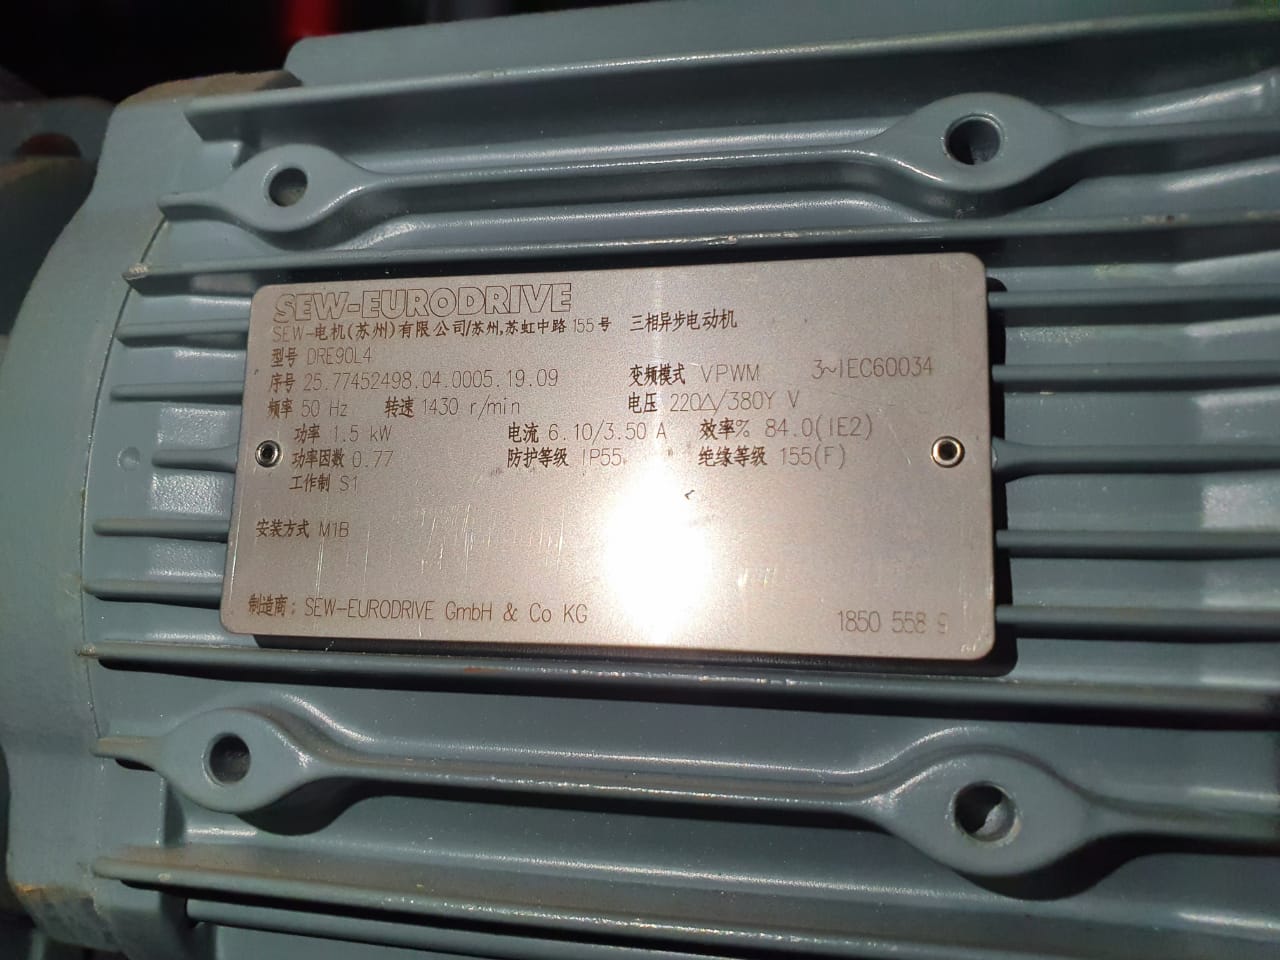 SEW-EURODRIVE
SEW-电机(苏州)有限公司/苏州,苏虹中路155号 三相异步电动机
型号 DRE90L4
序号 25.77452498.04.0005.19.09 变频模式 VPWM 3~IEC60034
频率 50 Hz 转速 1430 r/min 电压 220△/380Y V
功率 1.5 kW 电流 6.10/3.50 A 效率% 84.0(IE2)
功率因数 0.77 防护等级 IP55 绝缘等级 155(F)
工作制 S1
安装方式 M1B
制造商: SEW-EURODRIVE GmbH & Co KG 1850 558 9